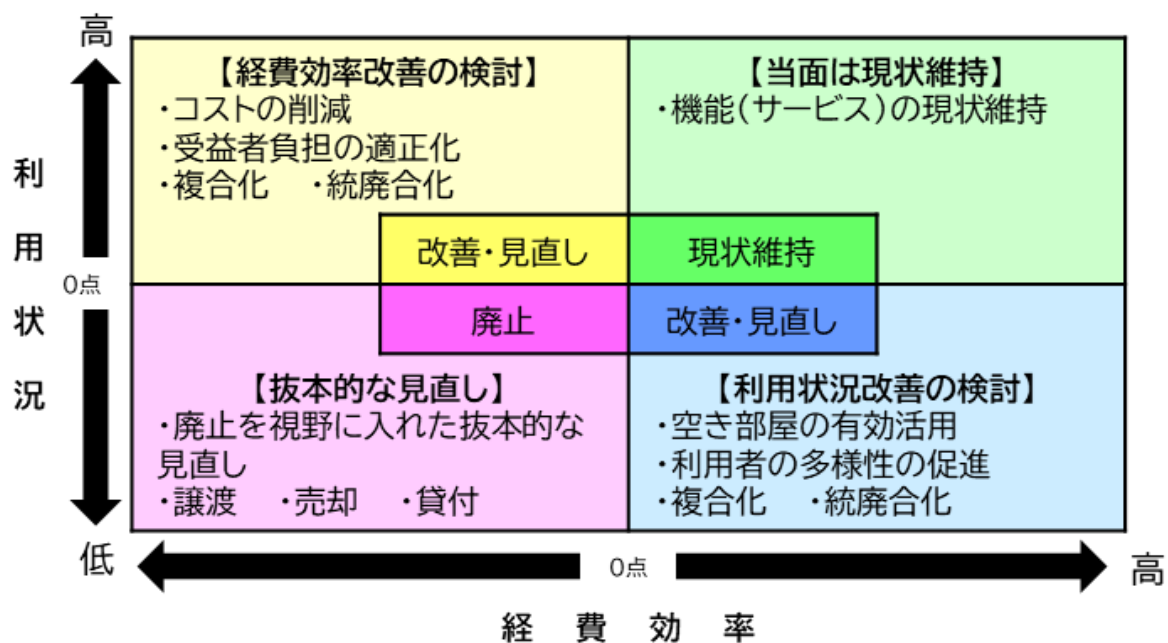 高
利用状況
0点
低
【経費効率改善の検討】
・コストの削減
・受益者負担の適正化
・複合化 ・統廃合化
改善・見直し
【当面は現状維持】
・機能(サービス)の現状維持
現状維持
廃止
【抜本的な見直し】
・廃止を視野に入れた抜本的な
見直し
・譲渡 ・売却 ・貸付
改善・見直し
【利用状況改善の検討】
・空き部屋の有効活用
・利用者の多様性の促進
・複合化 ・統廃合化
0点
高
経費効率